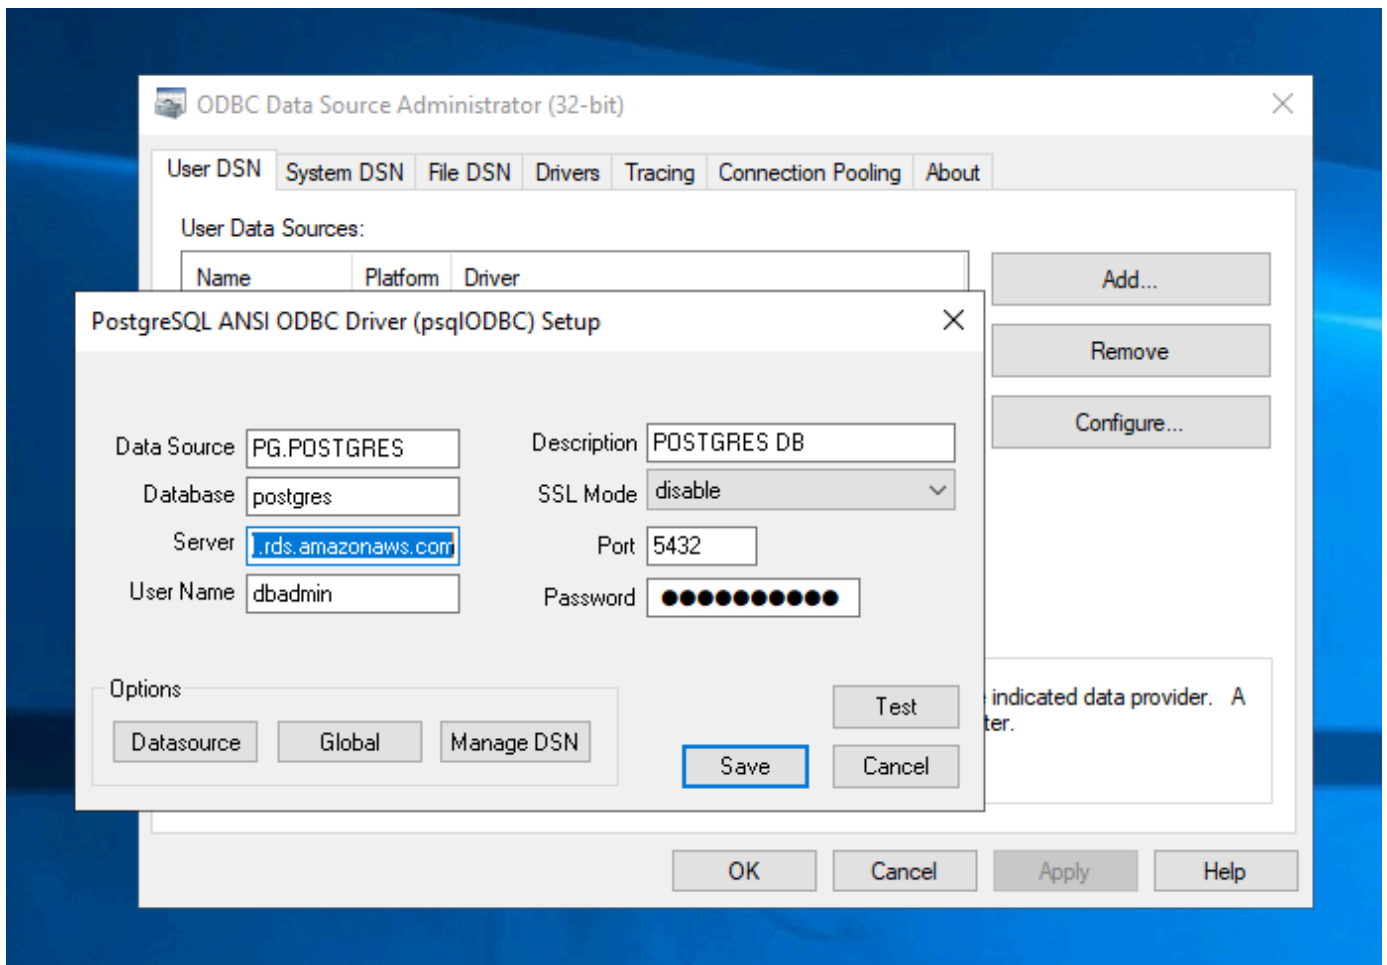 ODBC Data Source Administrator (32-bit)
User DSN System DSN File DSN Drivers Tracing Connection Pooling About
User Data Sources:
Name Platform Driver
Add...
Remove
Configure...
PostgreSQL ANSI ODBC Driver (psqlODBC) Setup
Data Source PG.POSTGRES Description POSTGRES DB
Database postgres SSL Mode disable
Server .rds.amazonaws.com Port 5432
User Name dbadmin Password ●●●●●●●●●●
Options
Datasource Global Manage DSN
Test
Save Cancel
indicated data provider. A
OK Cancel Apply Help